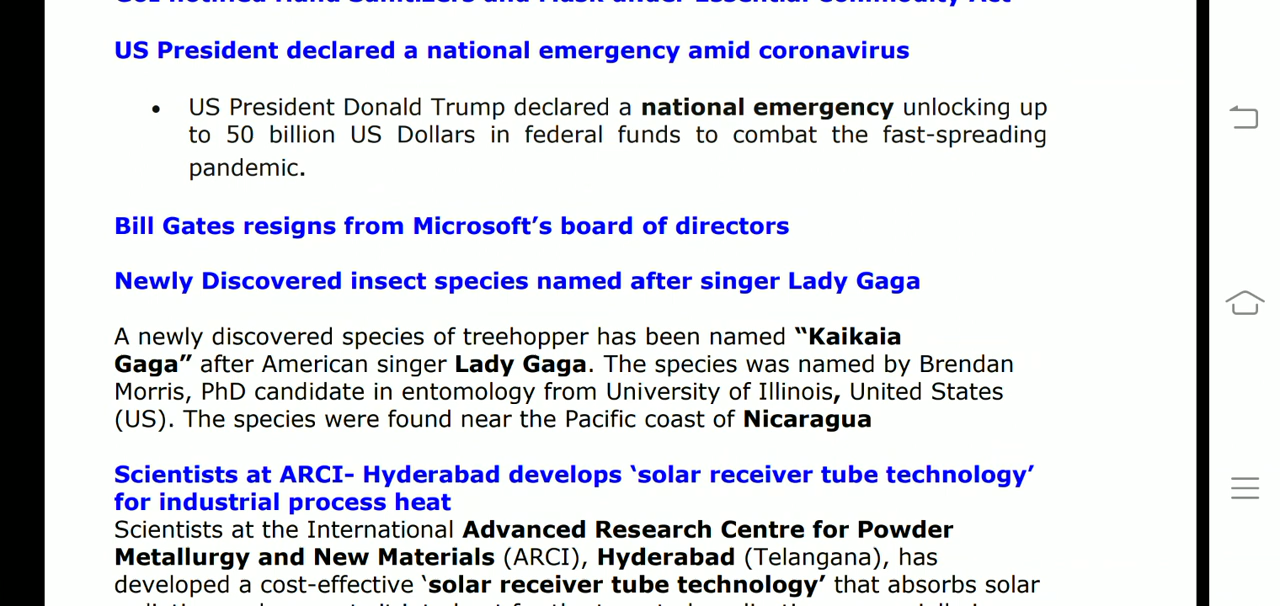 US President declared a national emergency amid coronavirus
• US President Donald Trump declared a national emergency unlocking up
to 50 billion US Dollars in federal funds to combat the fast-spreading
pandemic.
Bill Gates resigns from Microsoft’s board of directors
Newly Discovered insect species named after singer Lady Gaga
A newly discovered species of treehopper has been named “Kaikaia
Gaga” after American singer Lady Gaga. The species was named by Brendan
Morris, PhD candidate in entomology from University of Illinois, United States
(US). The species were found near the Pacific coast of Nicaragua
Scientists at ARCI- Hyderabad develops ‘solar receiver tube technology’
for industrial process heat
Scientists at the International Advanced Research Centre for Powder
Metallurgy and New Materials (ARCI), Hyderabad (Telangana), has
developed a cost-effective ‘solar receiver tube technology’ that absorbs solar